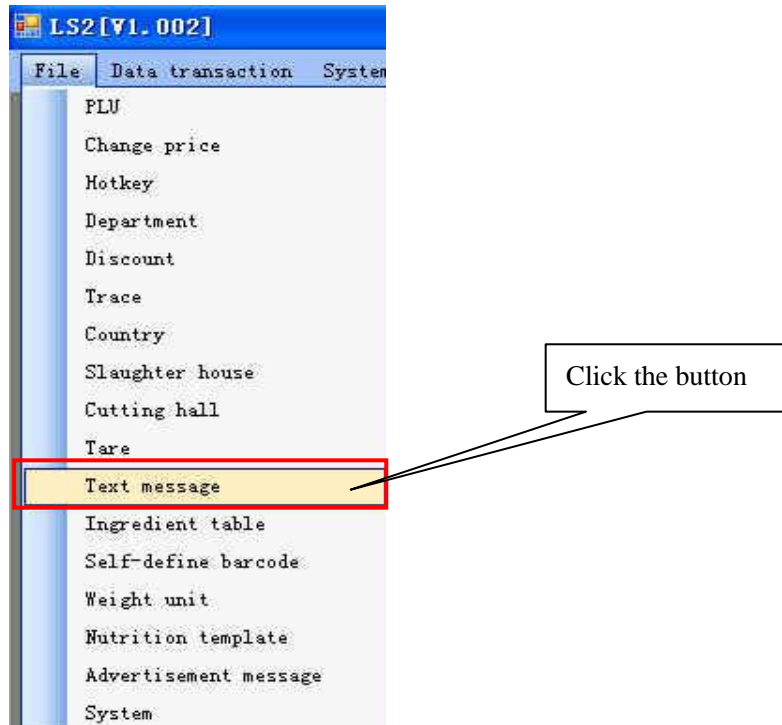 LS2[V1.002]
File Data transaction System
PLU
Change price
Hotkey
Department
Discount
Trace
Country
Slaughter house
Click the button
Cutting hall
Tare
Text message
Ingredient table
Self-define barcode
Weight unit
Nutrition template
Advertisement message
System